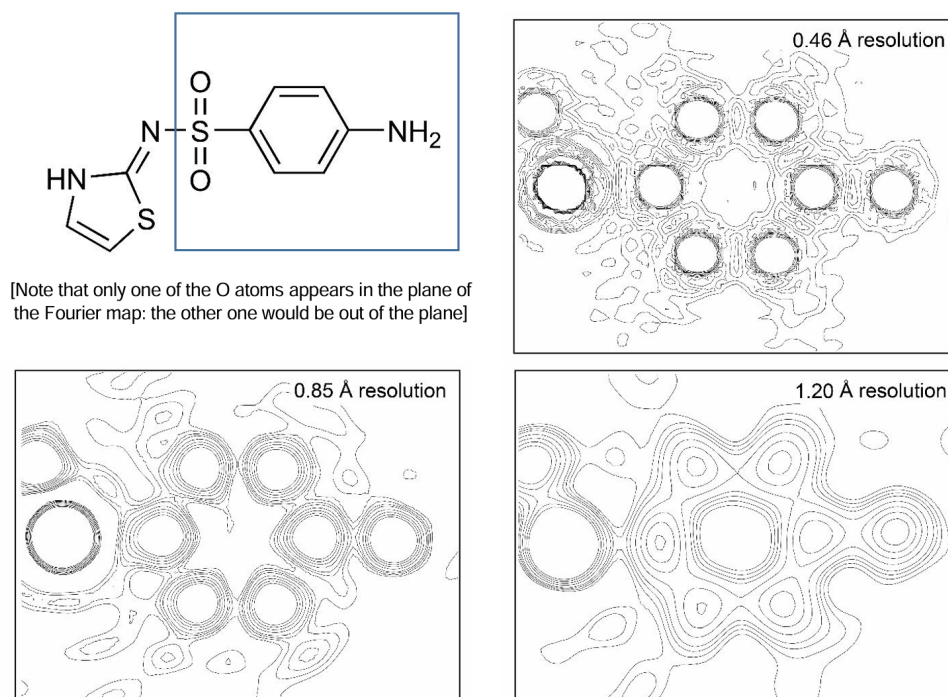 0.46 Å resolution
O
N
S
NH₂
HN
O
S
[Note that only one of the O atoms appears in the plane of
the Fourier map: the other one would be out of the plane]
0.85 Å resolution
1.20 Å resolution